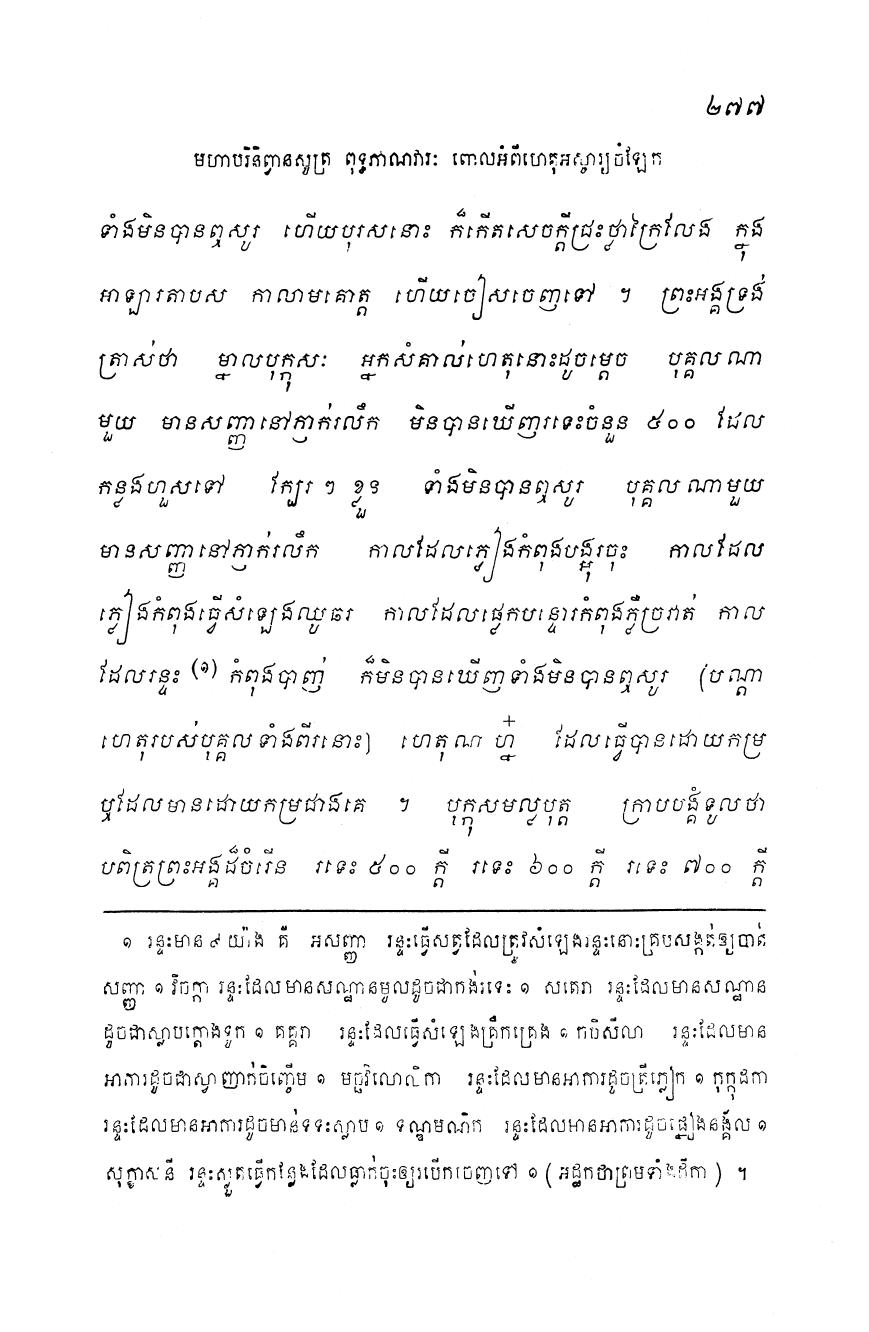 ២៧៧
មហាបរិនិព្វានសូត្រ ពុទ្ធភាណវារៈ ពោលអំពីហេតុអស្ចារ្យចំឡែក
ទាំងមិនបានឮសូរ ហើយបុរសនោះ ក៏កើតសេចក្តីជ្រះថ្លាក្រៃលែង ក្នុង
អាឡារតាបស កាលាមគោត្ត ហើយចៀសចេញទៅ ។ ព្រះអង្គទ្រង់
ត្រាស់ថា ម្នាលបុក្កុសៈ អ្នកសំគាល់ហេតុនោះដូចម្តេច បុគ្គលណា
មួយ មានសញ្ញានៅភ្ញាក់រលឹក មិនបានឃើញរទេះចំនួន ៥០០ ដែល
កន្លងហួសទៅ ក្បែរ ៗ ខ្លួន ទាំងមិនបានឮសូរ បុគ្គលណាមួយ
មានសញ្ញានៅភ្ញាក់រលឹក កាលដែលភ្លៀងកំពុងបង្អុរចុះ កាលដែល
ភ្លៀងកំពុងធ្វើសំឡេងឈូឆរ កាលដែលផ្លេកបន្ទោរកំពុងភ្លឺច្រវាត់ កាល
ដែលរន្ទះ (១) កំពុងបាញ់ ក៏មិនបានឃើញទាំងមិនបានឮសូរ (បណ្តា
ហេតុរបស់បុគ្គលទាំងពីរនោះ) ហេតុណាហ្ន៎ ដែលធ្វើបានដោយកម្រ
ឬដែលមានដោយកម្រជាងគេ ។ បុក្កុសមល្លបុត្ត ក្រាបបង្គំទូលថា
បពិត្រព្រះអង្គដ៏ចំរើន រទេះ ៥០០ ក្តី រទេះ ៦០០ ក្តី រទេះ ៧០០ ក្តី
១ រន្ទះមាន ៩ យ៉ាង គឺ អសញ្ញា រន្ទះធ្វើសត្វដែលត្រូវសំឡេងរន្ទះនោះគ្របសង្កត់ឲ្យបាត់
សញ្ញា ១ វិចក្កា រន្ទះដែលមានសណ្ឋានមូលដូចជាកង់រទេះ ១ សតេរា រន្ទះដែលមានសណ្ឋាន
ដូចជាស្លាបក្តោងទូក ១ គគ្គរា រន្ទះដែលធ្វើសំឡេងគ្រឹកគ្រេង ១ កបិសីលា រន្ទះដែលមាន
អាការដូចជាស្វាញាក់ចិញ្ចើម ១ មច្ឆវិលោលិកា រន្ទះដែលមានអាការដូចត្រីភ្លៀក ១ កុក្កុដកា
រន្ទះដែលមានអាការដូចមាន់ទទះស្លាប ១ ទណ្ឌមណិក រន្ទះដែលមានអាការដូចភ្លៀងនង្គ័ល ១
សុក្ខាសនី រន្ទះស្ងួតធ្វើកន្លែងដែលធ្លាក់ចុះឲ្យរបើកចេញទៅ ១ ( អដ្ឋកថាព្រមទាំងដីកា ) ។